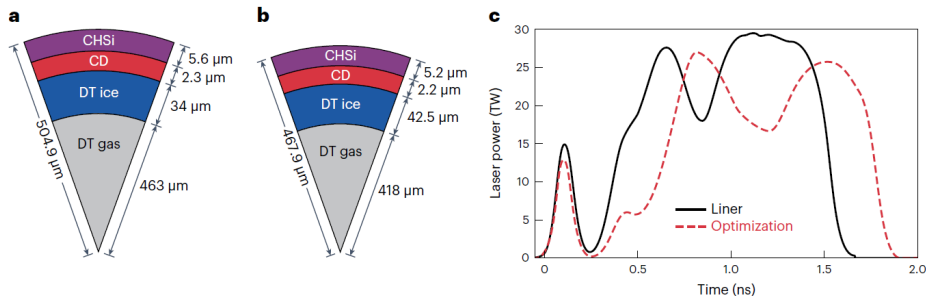 a
CHSi
CD
DT ice
DT gas
5.6 µm
2.3 µm
34 µm
463 µm
504.9 µm
b
CHSi
CD
DT ice
DT gas
5.2 µm
2.2 µm
42.5 µm
418 µm
467.9 µm
c
Laser power (TW)
30
25
20
15
10
5
0
Liner
Optimization
0
0.5
1.0
1.5
2.0
Time (ns)